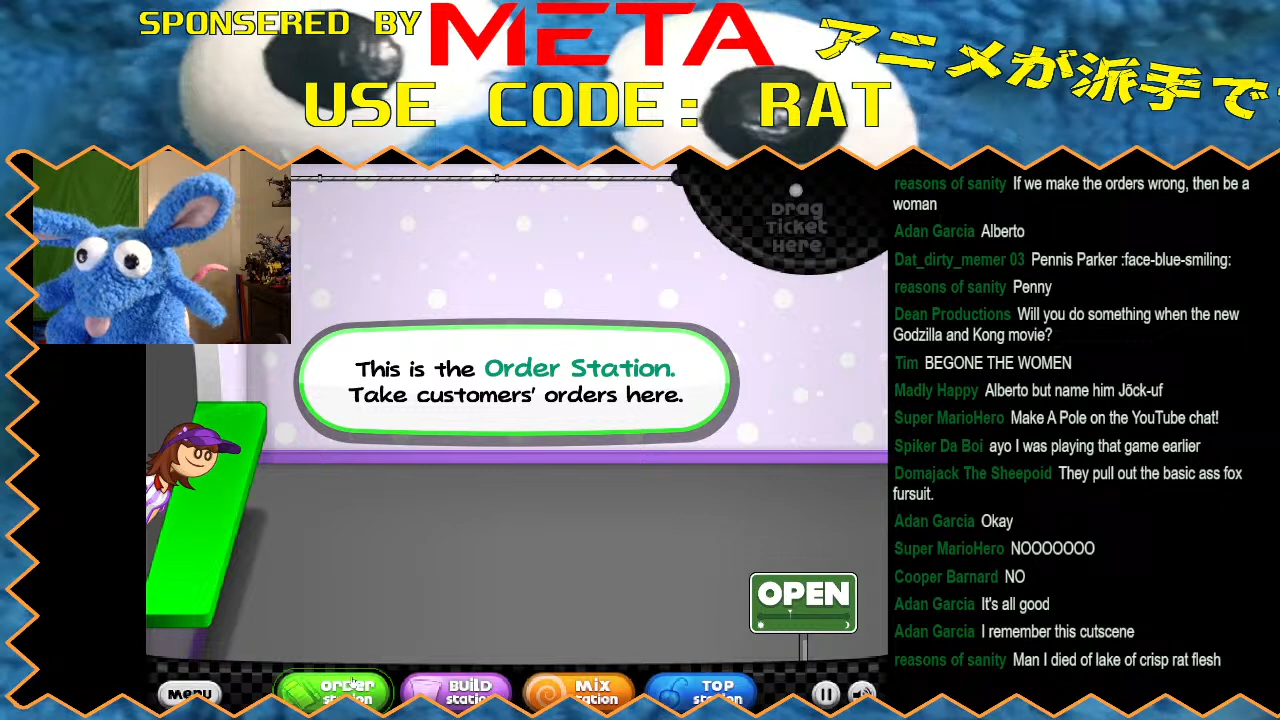 SPONSERED BY META
USE CODE: RAT
アニメが派手で
Drag
Ticket
Here
This is the Order Station.
Take customers' orders here.
OPEN
Menu
Order
station
BUILD
station
MIX
station
TOP
station
reasons of sanity If we make the orders wrong, then be a
woman
Adan Garcia Alberto
Dat_dirty_memer 03 Pennis Parker :face-blue-smiling:
reasons of sanity Penny
Dean Productions Will you do something when the new
Godzilla and Kong movie?
Tim BEGONE THE WOMEN
Madly Happy Alberto but name him Jõck-uf
Super MarioHero Make A Pole on the YouTube chat!
Spiker Da Boi ayo I was playing that game earlier
Domajack The Sheepoid They pull out the basic ass fox
fursuit.
Adan Garcia Okay
Super MarioHero NOOOOOOO
Cooper Barnard NO
Adan Garcia It's all good
Adan Garcia I remember this cutscene
reasons of sanity Man I died of lake of crisp rat flesh